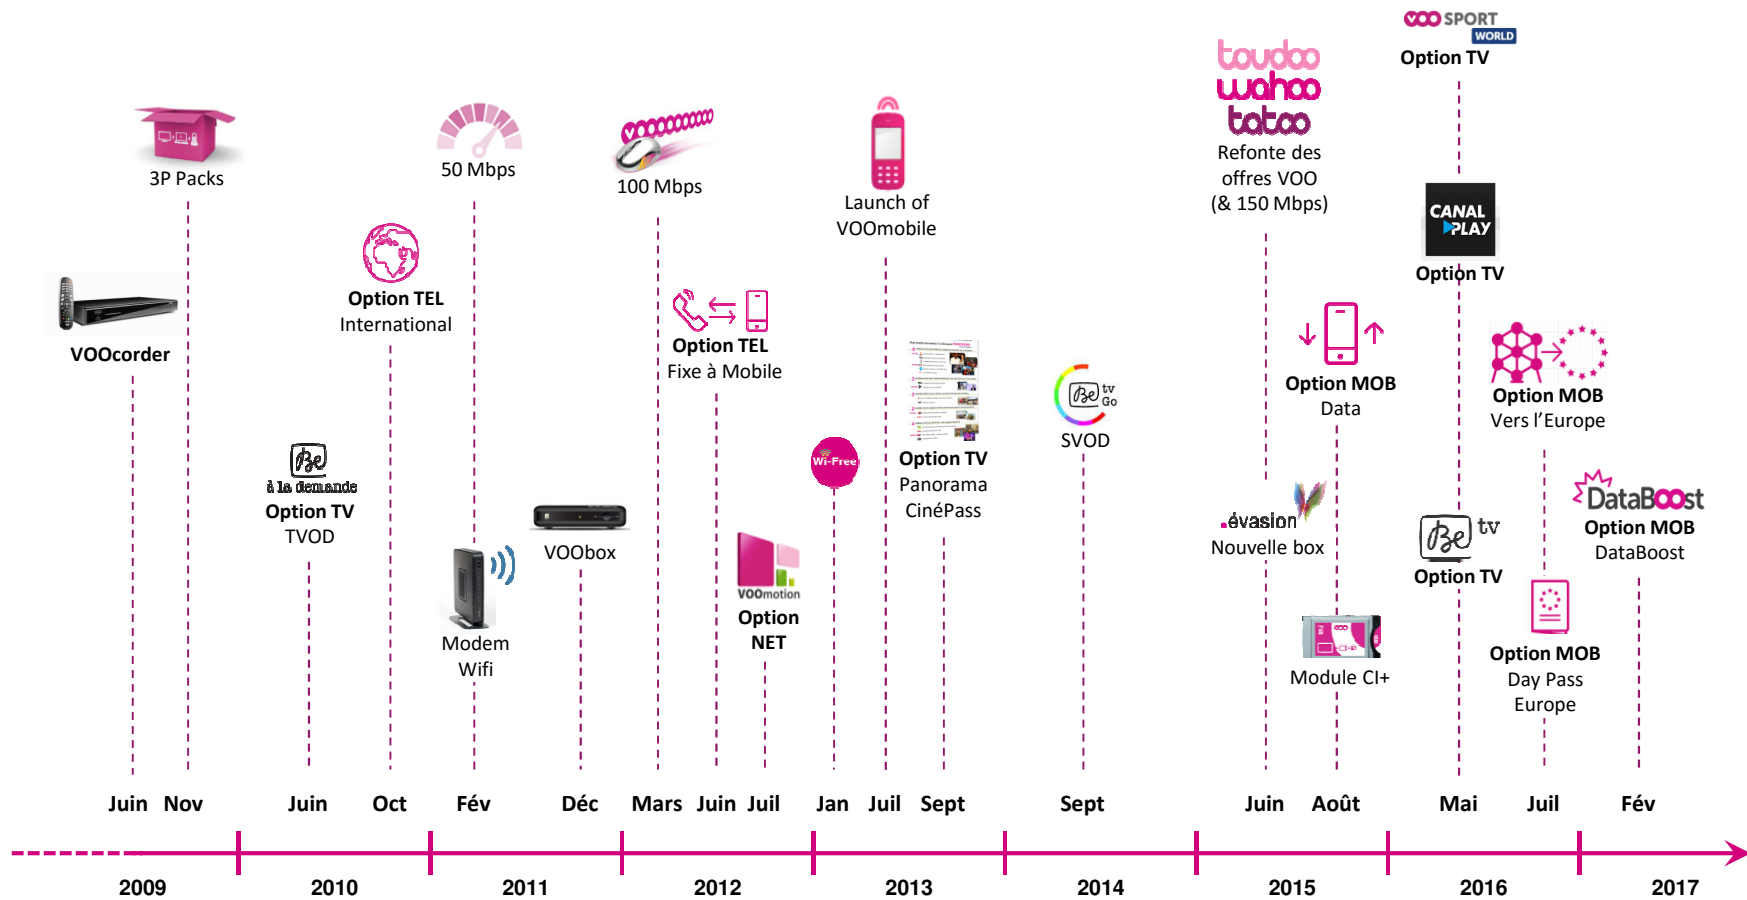 VOO SPORT
WORLD
Option TV
toudoo
wahoo
tatoo
Refonte des
offres VOO
(& 150 Mbps)
3P Packs
50 Mbps
100 Mbps
Launch of
VOOmobile
CANAL
PLAY
Option TV
Option TEL
International
VOOcorder
Option TEL
Fixe à Mobile
Option MOB
Data
Option MOB
Vers l'Europe
Be tv
Go
SVOD
Be
à la demande
Option TV
TVOD
Wi-Free
Option TV
Panorama
CinéPass
VOObox
.évasion
Nouvelle box
Be tv
Option TV
DataBoost
Option MOB
DataBoost
VOOmotion
Option
NET
Modem
Wifi
Module CI+
Option MOB
Day Pass
Europe
Juin Nov Juin Oct Fév Déc Mars Juin Juil Jan Juil Sept Sept Juin Août Mai Juil Fév
2009 2010 2011 2012 2013 2014 2015 2016 2017